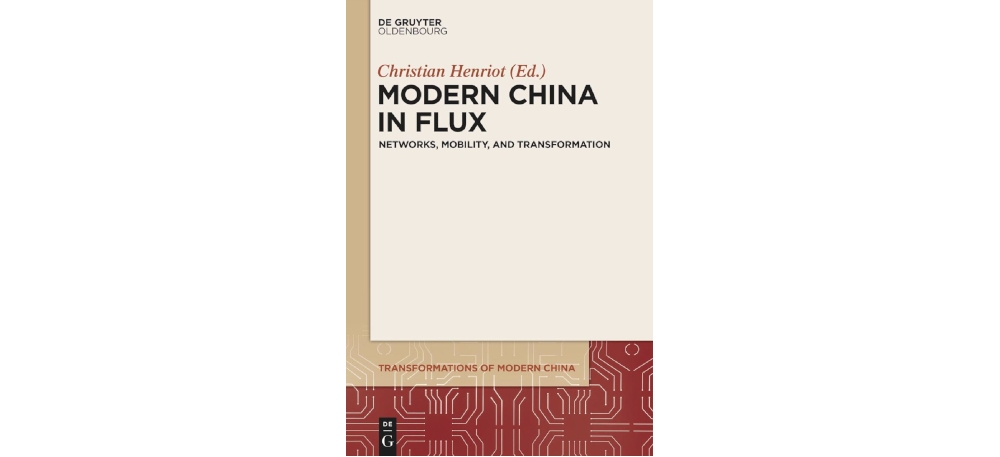 DE GRUYTER
OLDENBOURG
Christian Henriot (Ed.)
MODERN CHINA
IN FLUX
NETWORKS, MOBILITY, AND TRANSFORMATION
TRANSFORMATIONS OF MODERN CHINA
DE
G